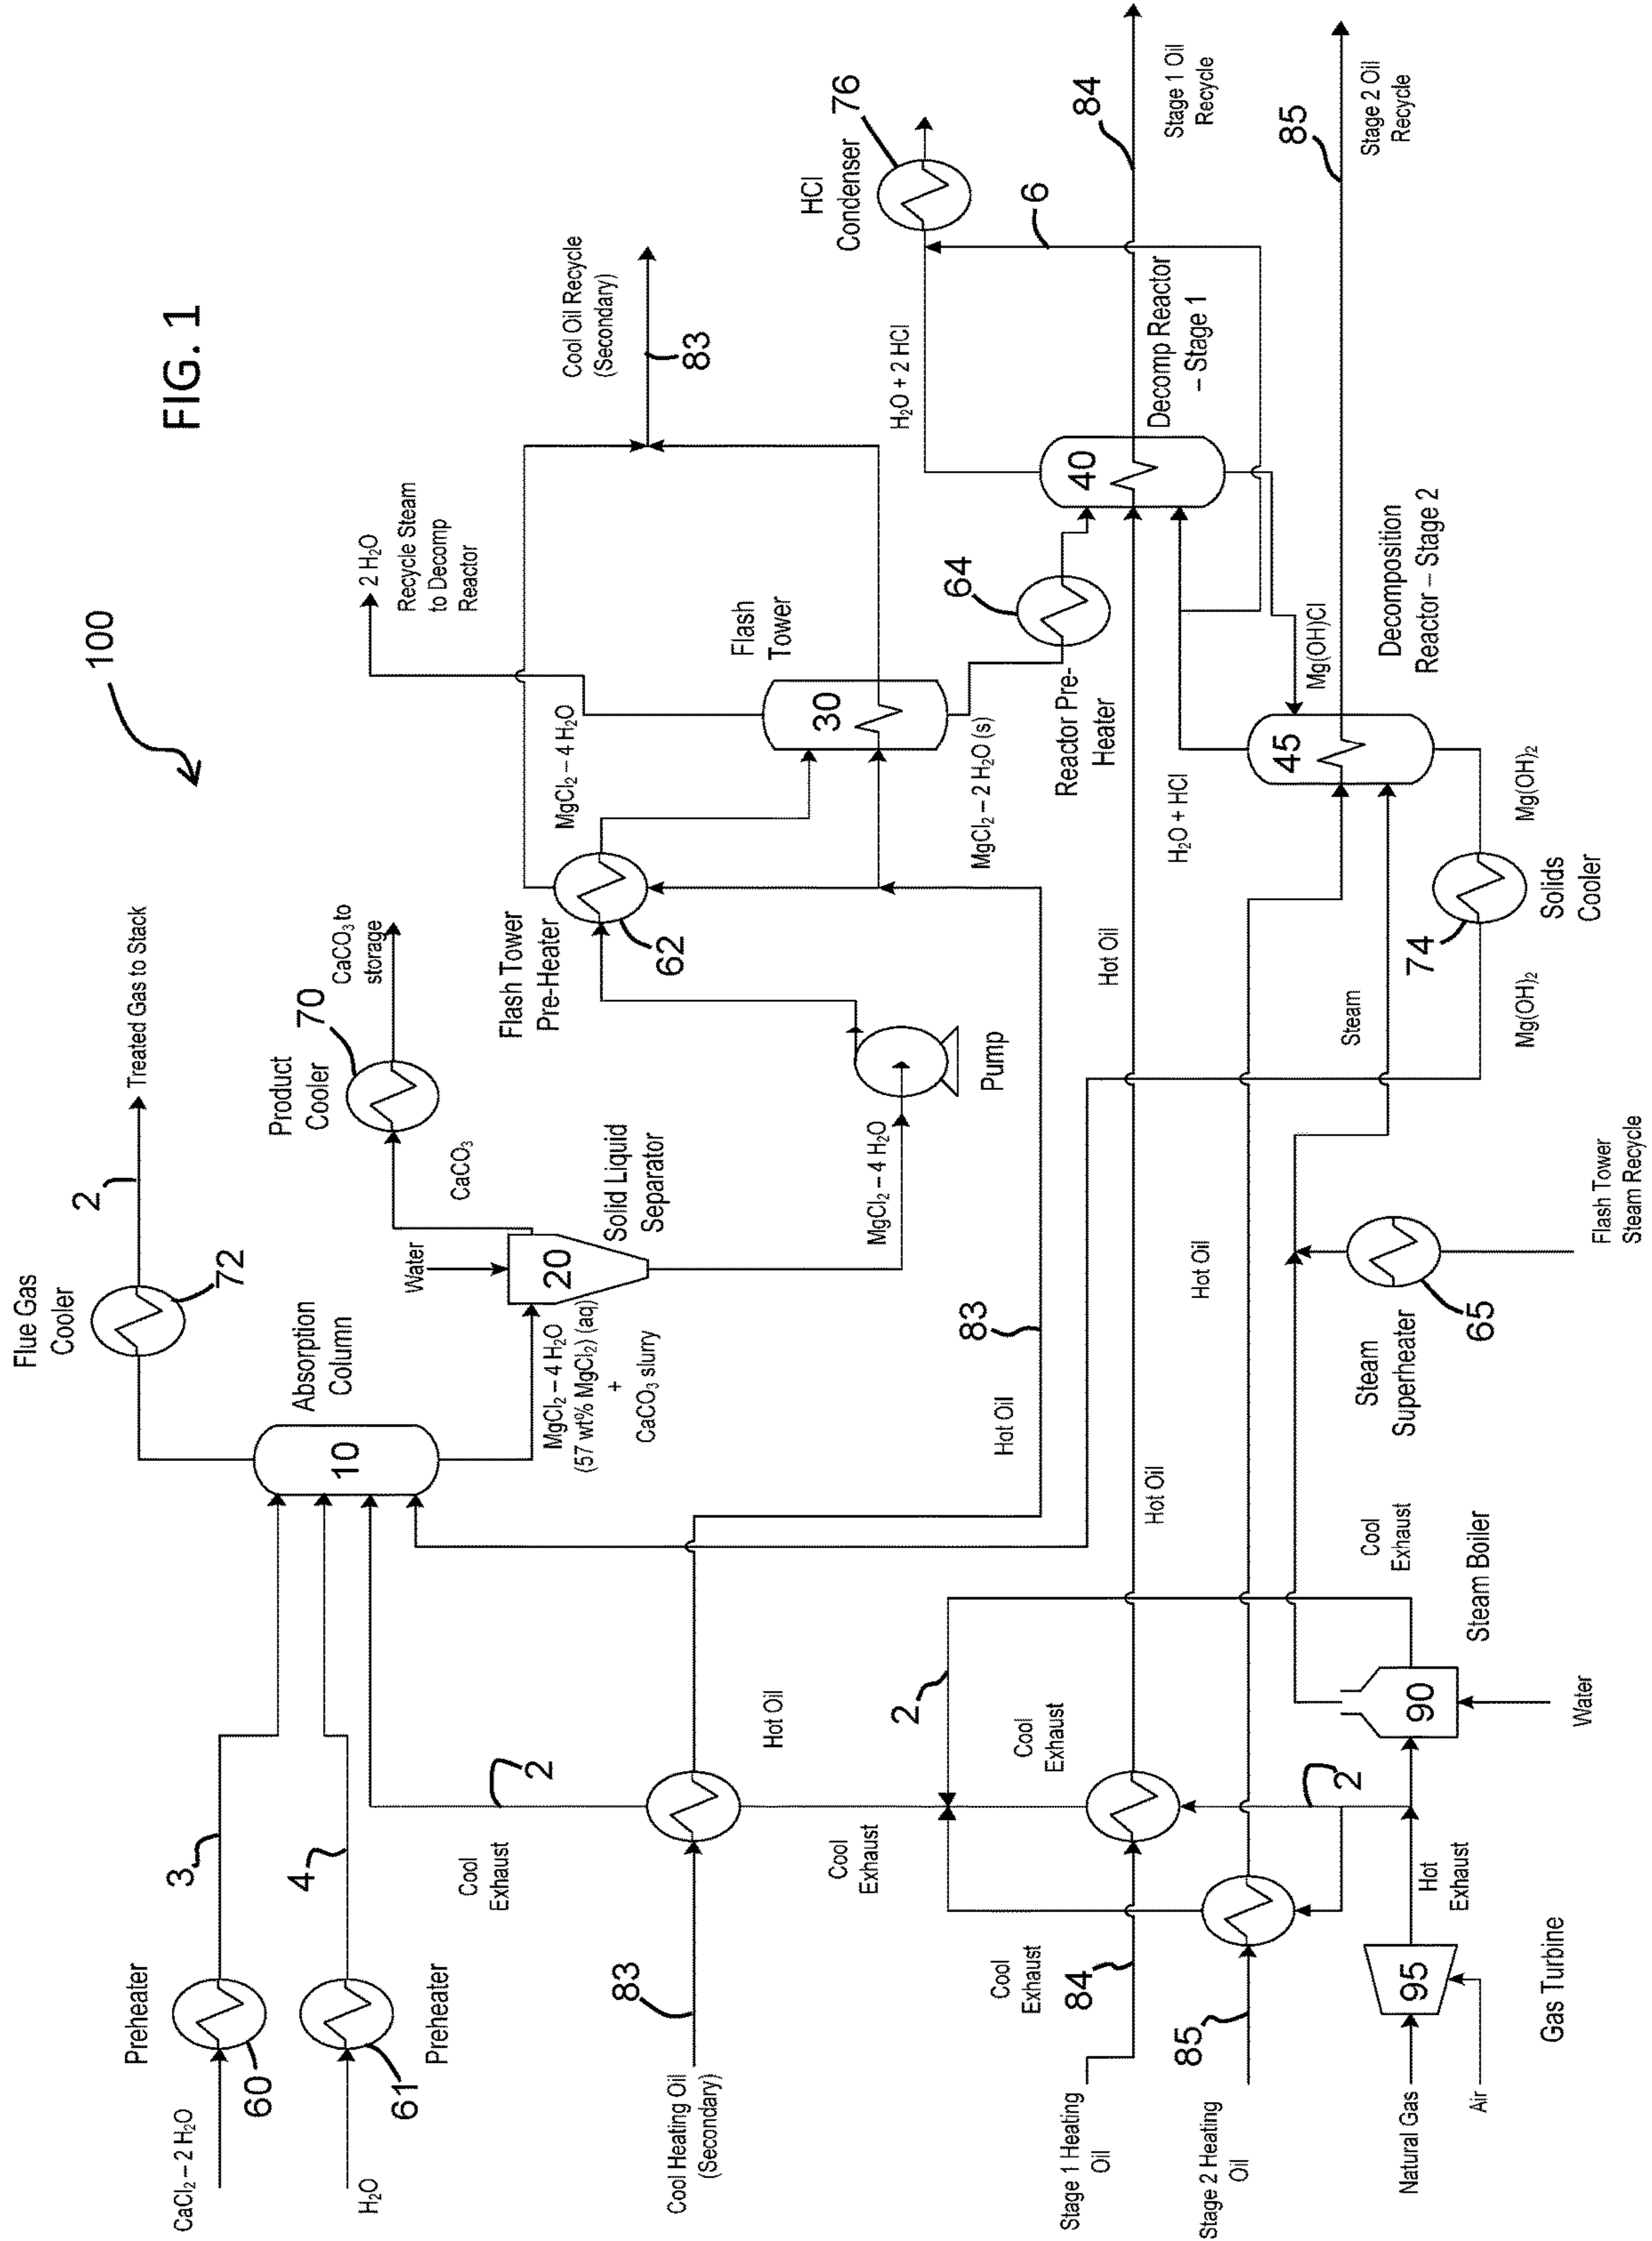 FIG. 1
100
Flue Gas
Cooler
72
2
Treated Gas to Stack
CaCl₂ – 2 H₂O
Preheater
60
3
H₂O
Preheater
61
4
Absorption
Column
10
Product
Cooler
70
CaCO₃ to
storage
CaCO₃
Water
20
Solid Liquid
Separator
MgCl₂ – 4 H₂O
(57 wt% MgCl₂) (aq)
+
CaCO₃ slurry
MgCl₂ – 4 H₂O
Pump
Flash Tower
Pre-Heater
62
MgCl₂ – 4 H₂O
2 H₂O
Recycle Steam
to Decomp
Reactor
Cool Oil Recycle
(Secondary)
83
Flash
Tower
30
MgCl₂ – 2 H₂O (s)
64
Reactor Pre-
Heater
H₂O + 2 HCl
HCl
Condenser
76
6
40
Decomp Reactor
– Stage 1
84
Stage 1 Oil
Recycle
85
Stage 2 Oil
Recycle
Cool
Exhaust
2
Cool Heating Oil
(Secondary)
83
Hot Oil
Hot Oil
83
Cool
Exhaust
2
Cool
Exhaust
Stage 1 Heating
Oil
84
Cool
Exhaust
Hot Oil
Hot Oil
Stage 2 Heating
Oil
85
Hot Oil
2
H₂O + HCl
Mg(OH)Cl
45
Decomposition
Reactor – Stage 2
Steam
Mg(OH)₂
74
Solids
Cooler
Mg(OH)₂
Steam
Superheater
65
Flash Tower
Steam Recycle
Cool
Exhaust
Steam Boiler
90
Water
Hot
Exhaust
95
Natural Gas
Air
Gas Turbine